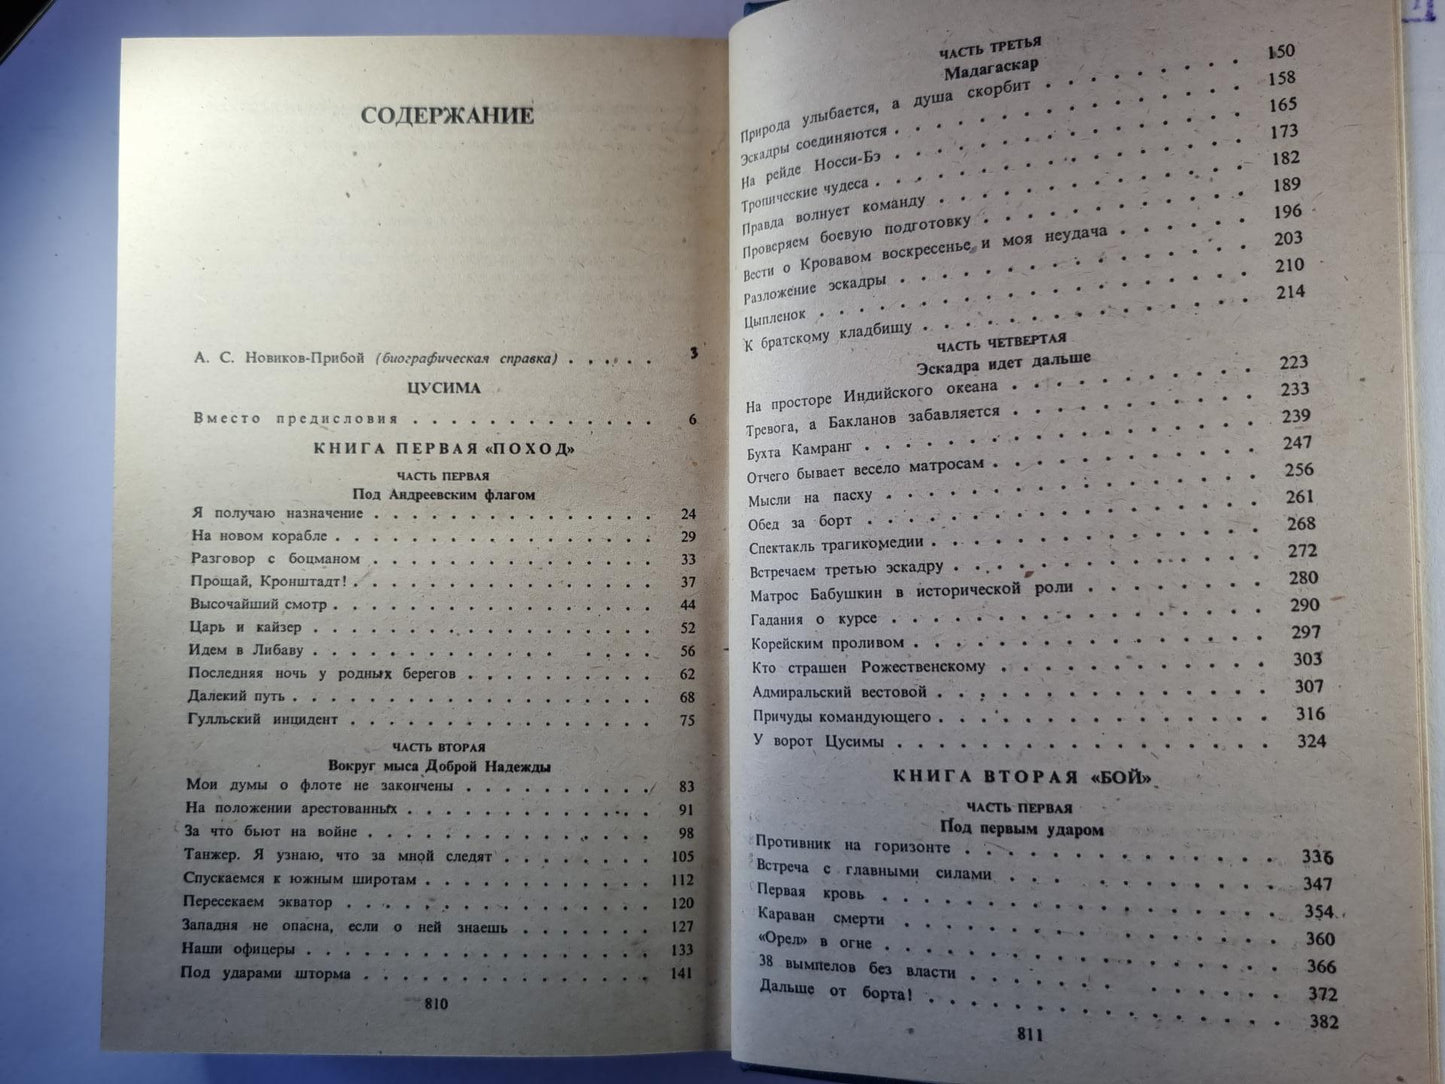 СОДЕРЖАНИЕ
А. С. Новиков-Прибой (биографическая справка) . . . . . . 3
ЦУСИМА
Вместо предисловия . . . . . . . . . . . . . 6
КНИГА ПЕРВАЯ «ПОХОД»
ЧАСТЬ ПЕРВАЯ
Под Андреевским флагом
Я получаю назначение . . . . . . . . . . . . . . . 24
На новом корабле . . . . . . . . . . . . . . . . . 29
Разговор с боцманом . . . . . . . . . . . . . . . 33
Прощай, Кронштадт! . . . . . . . . . . . . . . . . 37
Высочайший смотр . . . . . . . . . . . . . . . . . 44
Царь и кайзер . . . . . . . . . . . . . . . . . . 52
Идем в Либаву . . . . . . . . . . . . . . . . . 56
Последняя ночь у родных берегов . . . . . . . . . . 62
Далекий путь . . . . . . . . . . . . . . . . . . . 68
Гулльский инцидент . . . . . . . . . . . . . . . . 75
ЧАСТЬ ВТОРАЯ
Вокруг мыса Доброй Надежды
Мои думы о флоте не закончены . . . . . . . . . . 83
На положении арестованных . . . . . . . . . . . . . 91
За что бьют на войне . . . . . . . . . . . . . . . 98
Танжер. Я узнаю, что за мной следят . . . . . . . . 105
Спускаемся к южным широтам . . . . . . . . . . . . 112
Пересекаем экватор . . . . . . . . . . . . . . . . 120
Западня не опасна, если о ней знаешь . . . . . . . . 127
Наши офицеры . . . . . . . . . . . . . . . . . . 133
Под ударами шторма . . . . . . . . . . . . . . . 141
810
ЧАСТЬ ТРЕТЬЯ
Мадагаскар
Природа улыбается, а душа скорбит . . . . . . . . . 150
Эскадры соединяются . . . . . . . . . . . . . . . 158
На рейде Носси-Бэ . . . . . . . . . . . . . . . . 165
Тропические чудеса . . . . . . . . . . . . . . . . 173
Правда волнует команду . . . . . . . . . . . . . . 182
Проверяем боевую подготовку . . . . . . . . . . . . 189
Вести о Кровавом воскресенье и моя неудача . . . . . . 196
Разложение эскадры . . . . . . . . . . . . . . . 203
Цыпленок . . . . . . . . . . . . . . . . . . . 210
К братскому кладбищу . . . . . . . . . . . . . . 214
ЧАСТЬ ЧЕТВЕРТАЯ
Эскадра идет дальше
На просторе Индийского океана . . . . . . . . . . . 223
Тревога, а Бакланов забавляется . . . . . . . . . . . 233
Бухта Камранг . . . . . . . . . . . . . . . . . 239
Отчего бывает весело матросам . . . . . . . . . . . 247
Мысли на пасху . . . . . . . . . . . . . . . . . 256
Обед за борт . . . . . . . . . . . . . . . . . . 261
Спектакль трагикомедии . . . . . . . . . . . . . . 268
Встречаем третью эскадру . . . . . . . . . . . . . 272
Матрос Бабушкин в исторической роли . . . . . . . . 280
Гадания о курсе . . . . . . . . . . . . . . . . . 290
Корейским проливом . . . . . . . . . . . . . . . 297
Кто страшен Рожественскому . . . . . . . . . . . . 303
Адмиральский вестовой . . . . . . . . . . . . . . 307
Причуды командующего . . . . . . . . . . . . . . 316
У ворот Цусимы . . . . . . . . . . . . . . . . . 324
КНИГА ВТОРАЯ «БОЙ»
ЧАСТЬ ПЕРВАЯ
Под первым ударом
Противник на горизонте . . . . . . . . . . . . . . 336
Встреча с главными силами . . . . . . . . . . . . 347
Первая кровь . . . . . . . . . . . . . . . . . . 354
Караван смерти . . . . . . . . . . . . . . . . . 360
«Орел» в огне . . . . . . . . . . . . . . . . . 366
38 вымпелов без власти . . . . . . . . . . . . . 372
Дальше от борта! . . . . . . . . . . . . . . . . 382
811